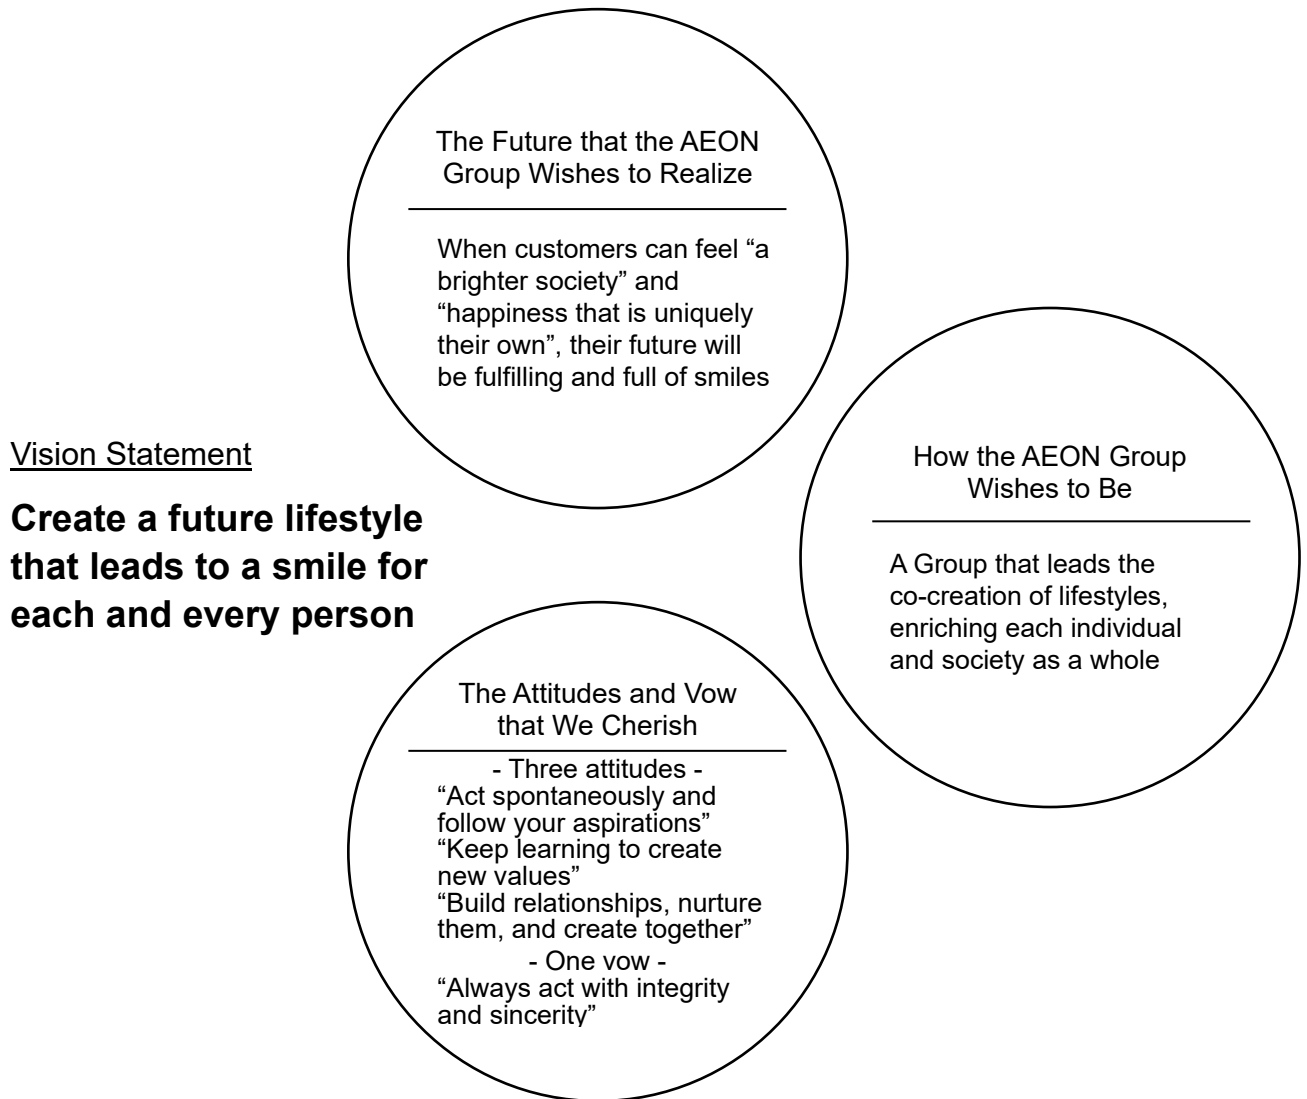 The Future that the AEON
Group Wishes to Realize
When customers can feel “a
brighter society” and
“happiness that is uniquely
their own”, their future will
be fulfilling and full of smiles
Vision Statement
Create a future lifestyle
that leads to a smile for
each and every person
How the AEON Group
Wishes to Be
A Group that leads the
co-creation of lifestyles,
enriching each individual
and society as a whole
The Attitudes and Vow
that We Cherish
- Three attitudes -
“Act spontaneously and
follow your aspirations”
“Keep learning to create
new values”
“Build relationships, nurture
them, and create together”
- One vow -
“Always act with integrity
and sincerity”